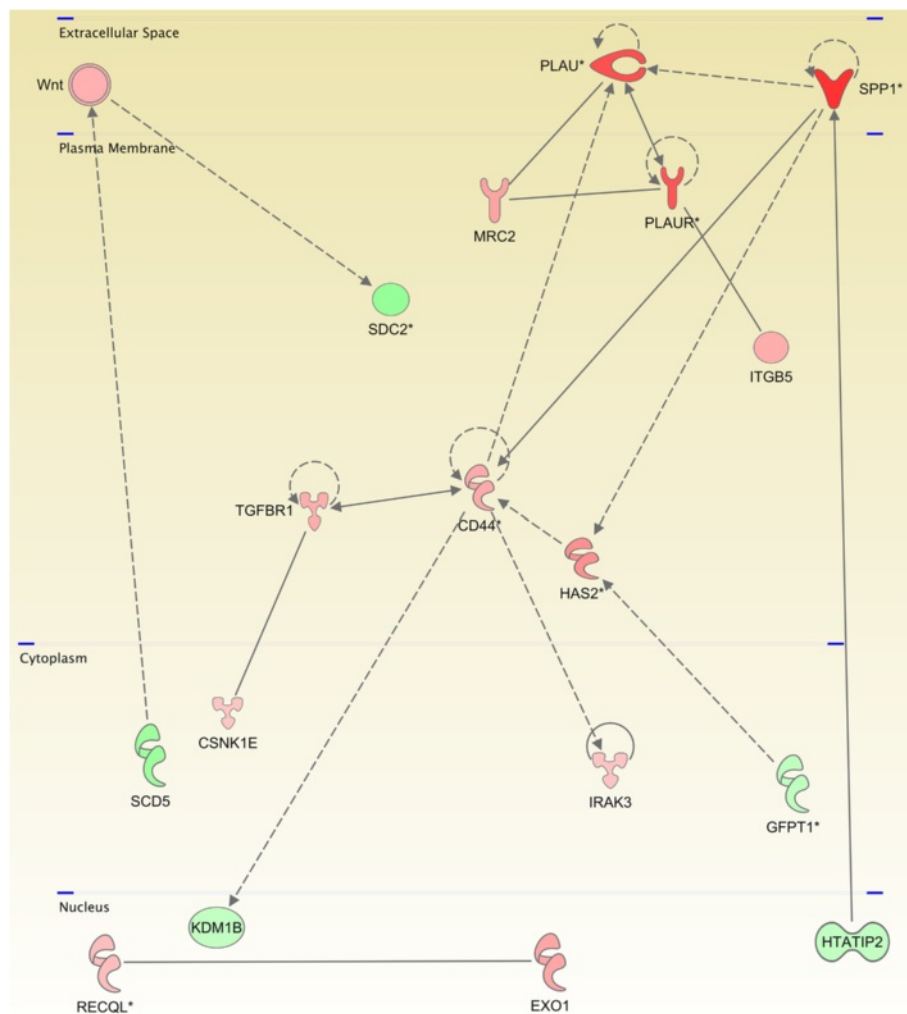 Extracellular Space
PLAU*
Wnt
SPP1*
Plasma Membrane
PLAUR*
MRC2
SDC2*
ITGB5
TGFBR1
CD44*
HAS2*
Cytoplasm
CSNK1E
SCD5
IRAK3
GFPT1*
Nucleus
KDM1B
HTATIP2
RECQL*
EXO1